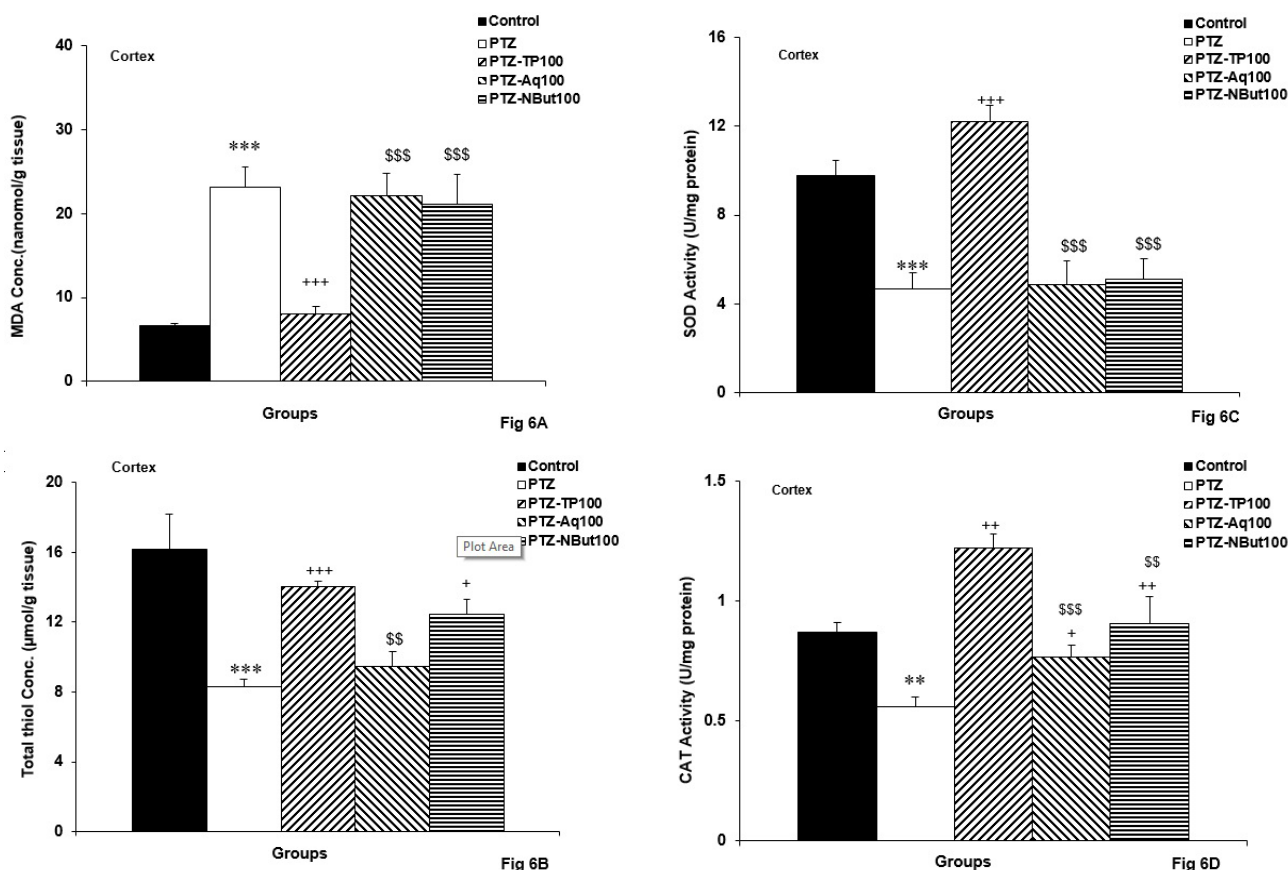 Control
PTZ
PTZ-TP100
PTZ-Aq100
PTZ-NBut100
Cortex
MDA Conc.(nanomol/g tissue)
40
30
20
10
0
***
+++
$$$
$$$
Groups
Fig 6A
Control
PTZ
PTZ-TP100
PTZ-Aq100
PTZ-NBut100
Cortex
SOD Activity (U/mg protein)
16
12
8
4
0
***
+++
$$$
$$$
Groups
Fig 6C
Cortex
Control
PTZ
PTZ-TP100
PTZ-Aq100
PTZ-NBut100
Plot Area
Total thiol Conc. (µmol/g tissue)
20
16
12
8
4
0
***
+++
$$
+
Groups
Fig 6B
Control
PTZ
PTZ-TP100
PTZ-Aq100
PTZ-NBut100
Cortex
CAT Activity (U/mg protein)
1.5
1
0.5
0
**
++
$$$
+
$$
++
Groups
Fig 6D